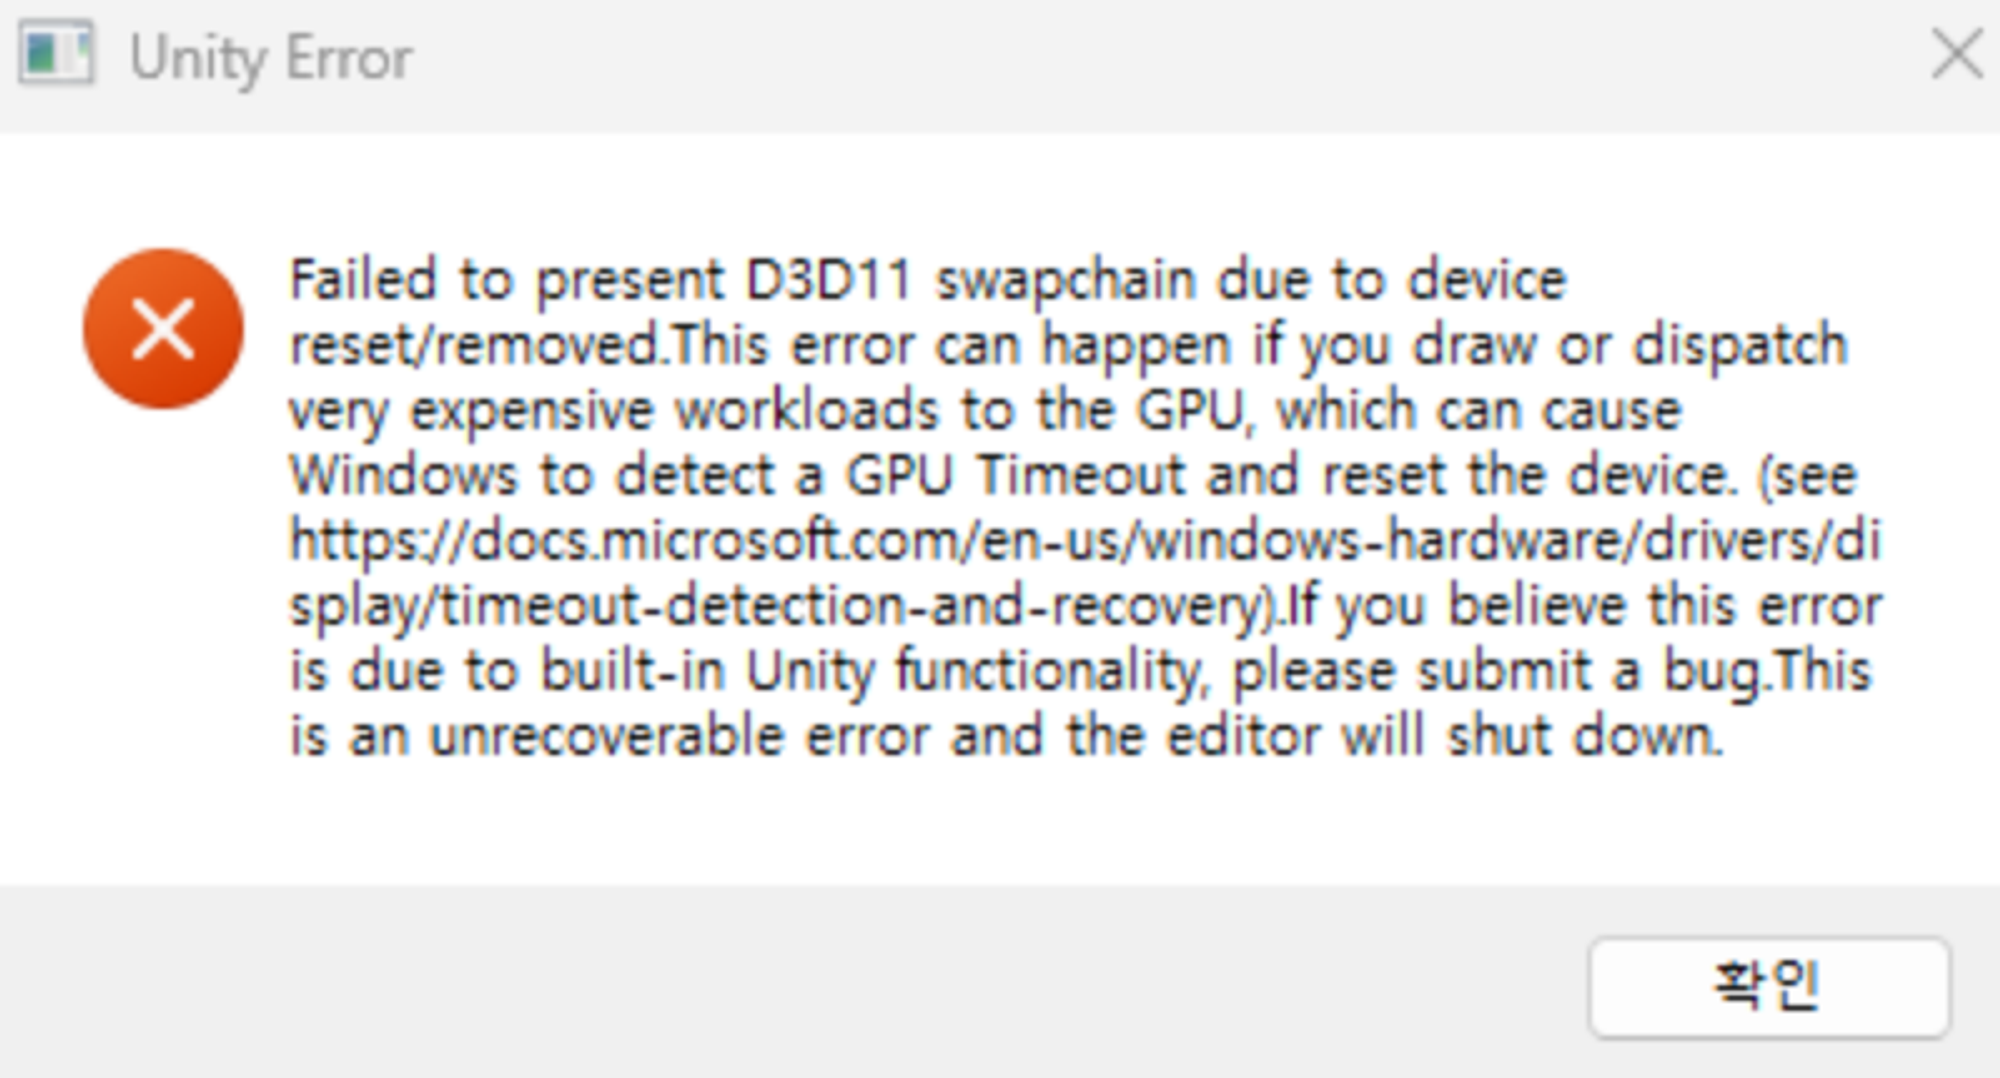 Unity Error
Failed to present D3D11 swapchain due to device
reset/removed.This error can happen if you draw or dispatch
very expensive workloads to the GPU, which can cause
Windows to detect a GPU Timeout and reset the device. (see
https://docs.microsoft.com/en-us/windows-hardware/drivers/di
splay/timeout-detection-and-recovery).If you believe this error
is due to built-in Unity functionality, please submit a bug.This
is an unrecoverable error and the editor will shut down.
확인